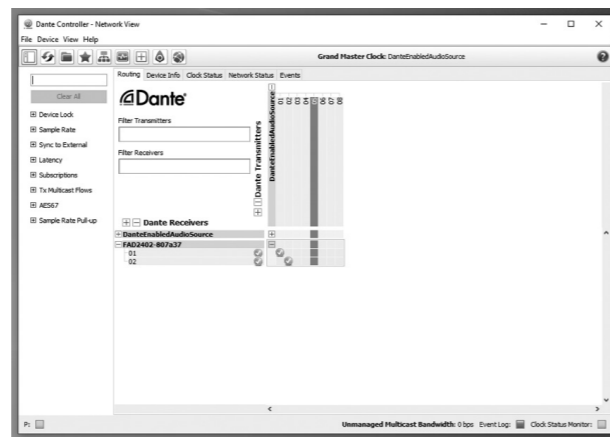 Dante Controller - Network View
File Device View Help
Grand Master Clock: DanteEnabledAudioSource
Routing Device Info Clock Status Network Status Events
Clear All
Device Lock
Sample Rate
Sync to External
Latency
Subscriptions
Tx Multicast Flows
AES67
Sample Rate Pull-up
Dante®
Filter Transmitters
Filter Receivers
Dante Transmitters
DanteEnabledAudioSource
01 02 03 04 05 06 07 08
Dante Receivers
DanteEnabledAudioSource
FAD2402-807a37
01
02
P:
Unmanaged Multicast Bandwidth: 0 bps Event Log: Clock Status Monitor: